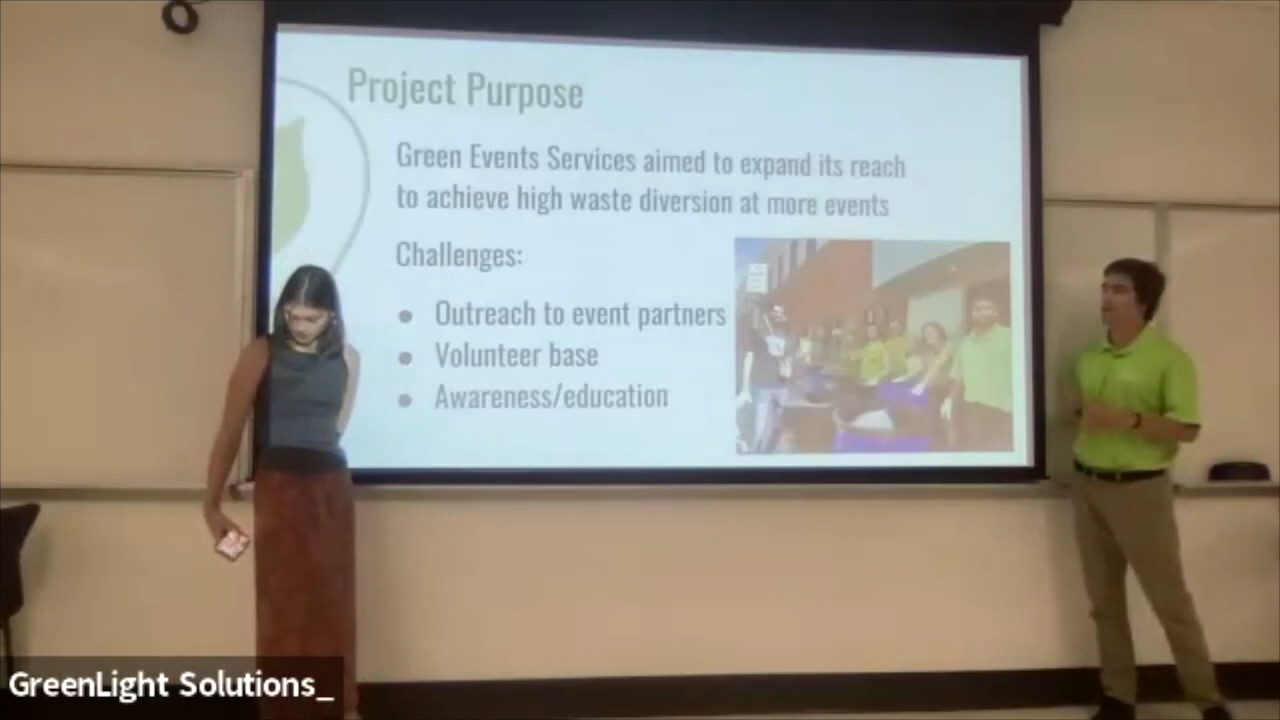 Project Purpose
Green Events Services aimed to expand its reach
to achieve high waste diversion at more events
Challenges:
● Outreach to event partners
● Volunteer base
● Awareness/education
GreenLight Solutions_